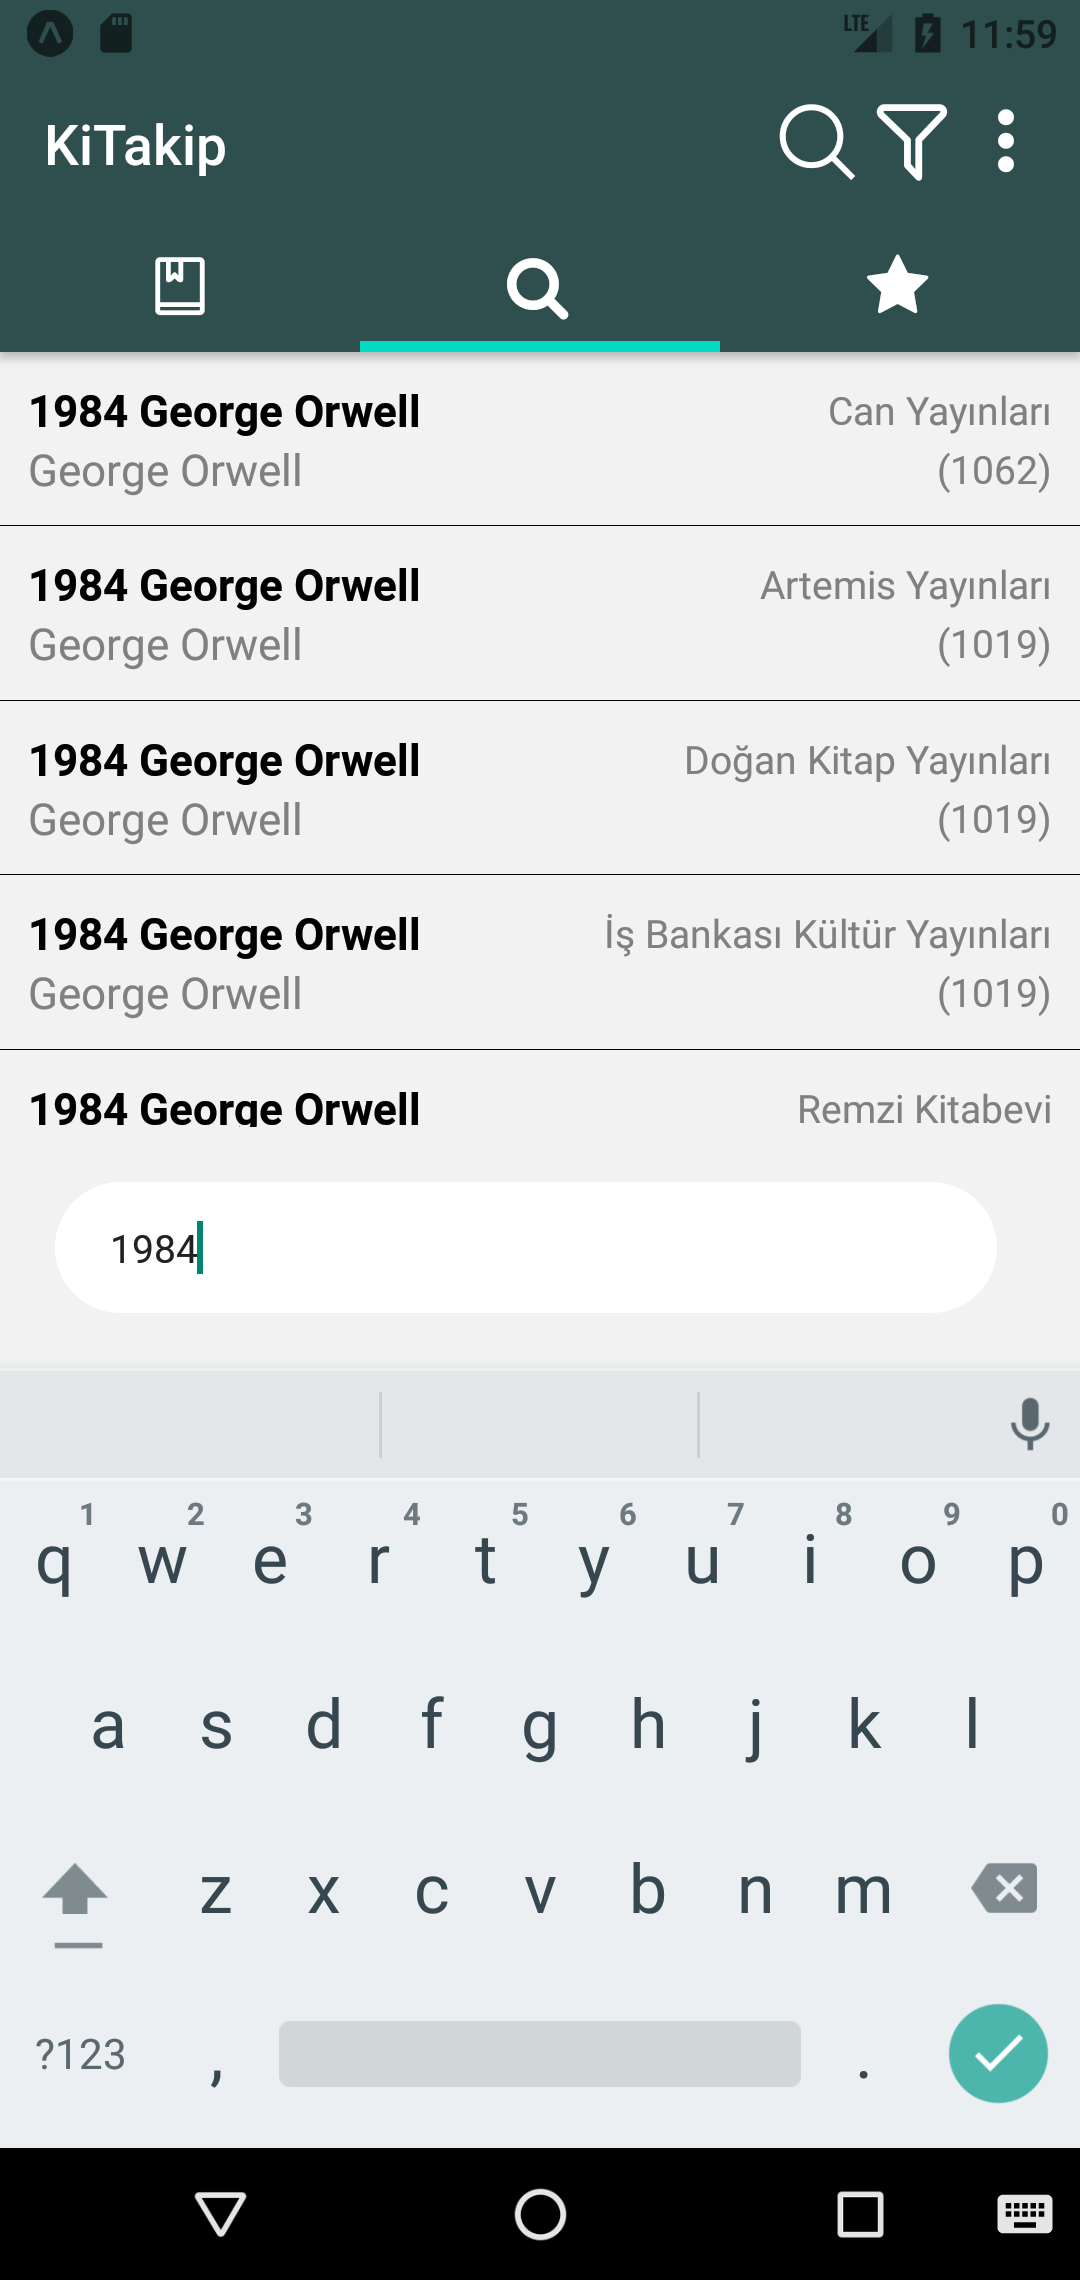 LTE 11:59
KiTakip
1984 George Orwell Can Yayınları
George Orwell (1062)
1984 George Orwell Artemis Yayınları
George Orwell (1019)
1984 George Orwell Doğan Kitap Yayınları
George Orwell (1019)
1984 George Orwell İş Bankası Kültür Yayınları
George Orwell (1019)
1984 George Orwell Remzi Kitabevi
1984
1 2 3 4 5 6 7 8 9 0
q w e r t y u i o p
a s d f g h j k l
z x c v b n m
?123 , .